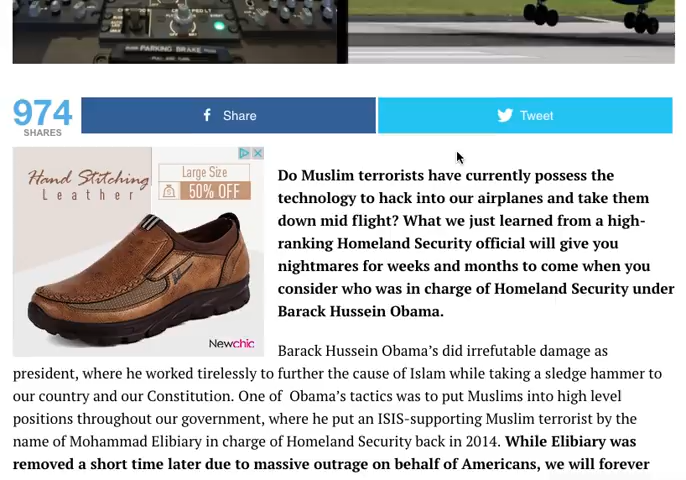 PARKING BRAKE
974
SHARES
Share
Tweet
Hand Stitching
Leather
Large Size
50% OFF
Newchic
Do Muslim terrorists have currently possess the
technology to hack into our airplanes and take them
down mid flight? What we just learned from a high-
ranking Homeland Security official will give you
nightmares for weeks and months to come when you
consider who was in charge of Homeland Security under
Barack Hussein Obama.
Barack Hussein Obama’s did irrefutable damage as
president, where he worked tirelessly to further the cause of Islam while taking a sledge hammer to
our country and our Constitution. One of  Obama’s tactics was to put Muslims into high level
positions throughout our government, where he put an ISIS-supporting Muslim terrorist by the
name of Mohammad Elibiary in charge of Homeland Security back in 2014. While Elibiary was
removed a short time later due to massive outrage on behalf of Americans, we will forever